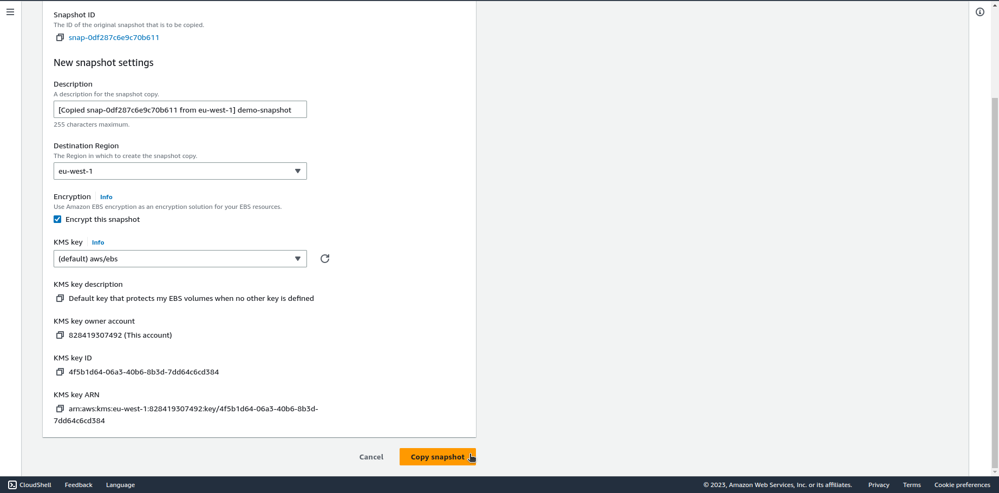 Snapshot ID
The ID of the original snapshot that is to be copied.
snap-0df287c6e9c70b611
New snapshot settings
Description
A description for the snapshot copy.
[Copied snap-0df287c6e9c70b611 from eu-west-1] demo-snapshot
255 characters maximum.
Destination Region
The Region in which to create the snapshot copy.
eu-west-1
Encryption Info
Use Amazon EBS encryption as an encryption solution for your EBS resources.
Encrypt this snapshot
KMS key Info
(default) aws/ebs
KMS key description
Default key that protects my EBS volumes when no other key is defined
KMS key owner account
828419307492 (This account)
KMS key ID
4f5b1d64-06a3-40b6-8b3d-7dd64c6cd384
KMS key ARN
arn:aws:kms:eu-west-1:828419307492:key/4f5b1d64-06a3-40b6-8b3d-
7dd64c6cd384
Cancel Copy snapshot
CloudShell Feedback Language © 2023, Amazon Web Services, Inc. or its affiliates. Privacy Terms Cookie preferences